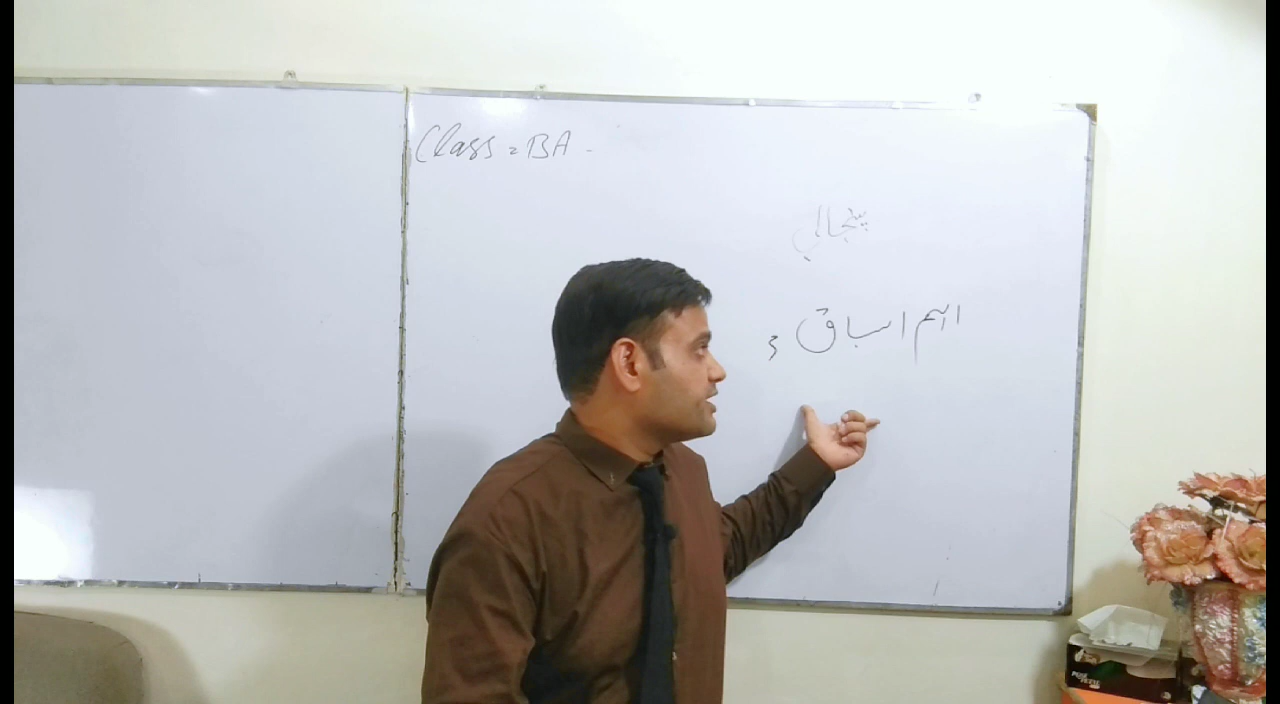 Class = BA
پنجابی
اہم اسباق